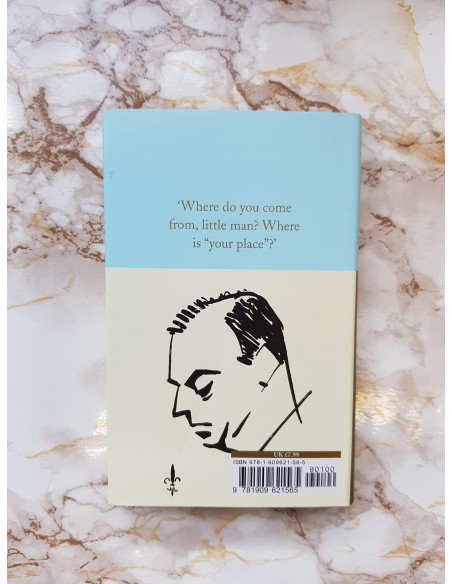 ‘Where do you come
from, little man? Where
is “your place”?’
UK £7.99
ISBN 978-1-909621-56-5
90100
9 781909 621565